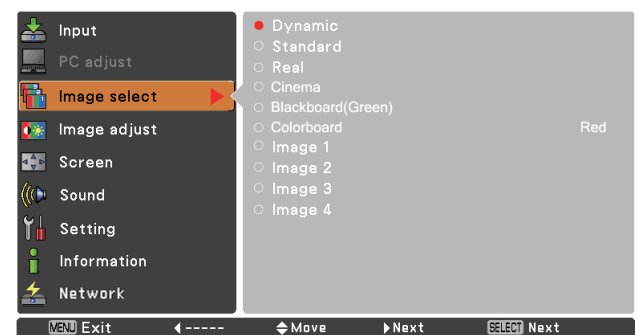 Input
PC adjust
Image select
Image adjust
Screen
Sound
Setting
Information
Network
Dynamic
Standard
Real
Cinema
Blackboard(Green)
Colorboard Red
Image 1
Image 2
Image 3
Image 4
MENU Exit ----- Move Next SELECT Next